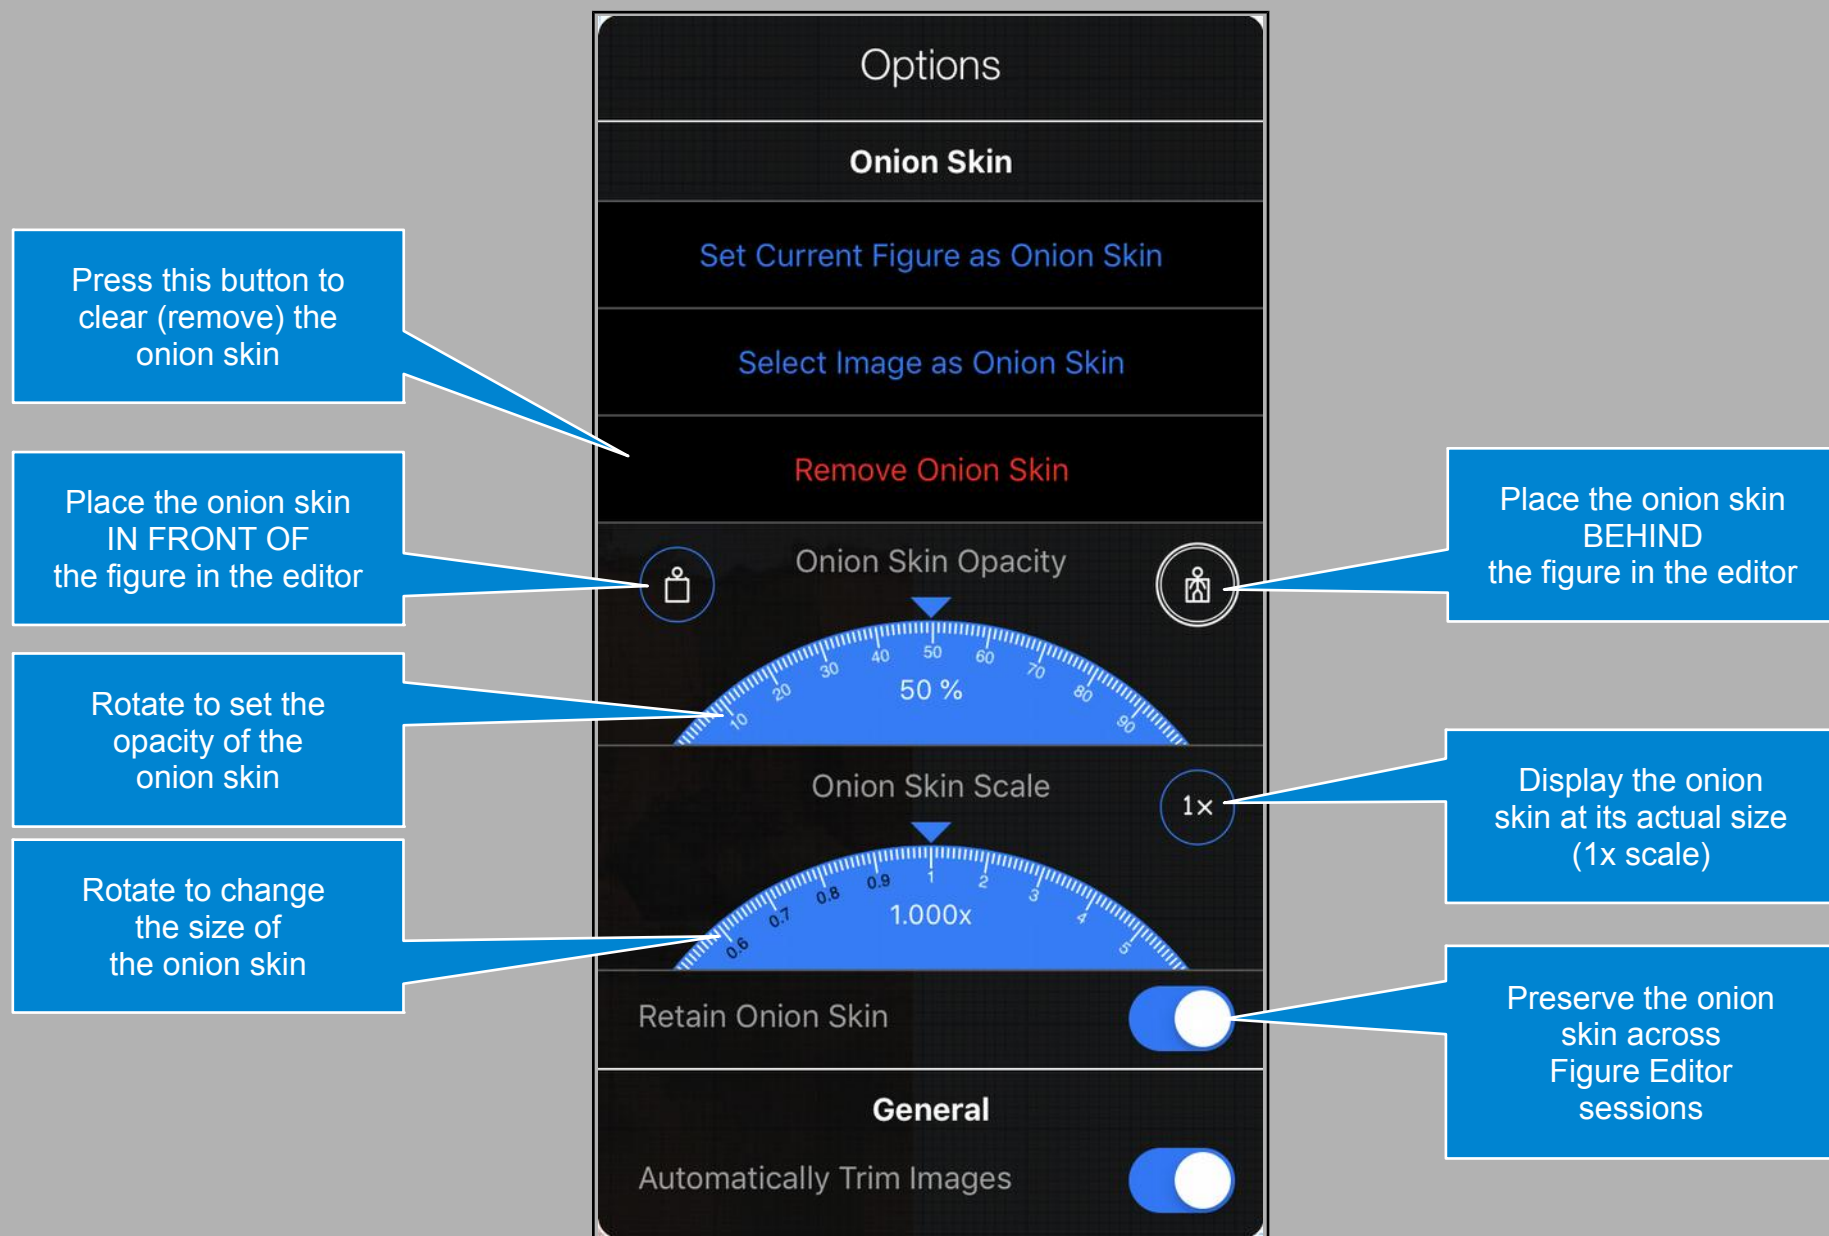 Options
Onion Skin
Set Current Figure as Onion Skin
Select Image as Onion Skin
Remove Onion Skin
Press this button to
clear (remove) the
onion skin
Place the onion skin
IN FRONT OF
the figure in the editor
Place the onion skin
BEHIND
the figure in the editor
Onion Skin Opacity
10 20 30 40 50 60 70 80 90
50 %
Rotate to set the
opacity of the
onion skin
Onion Skin Scale
1×
Display the onion
skin at its actual size
(1x scale)
0.6 0.7 0.8 0.9 1 2 3 4 5
1.000x
Rotate to change
the size of
the onion skin
Retain Onion Skin
Preserve the onion
skin across
Figure Editor
sessions
General
Automatically Trim Images